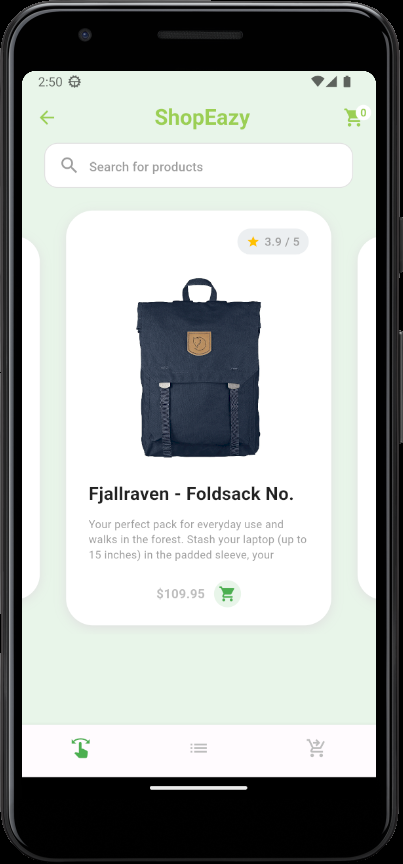 2:50
ShopEazy
0
Search for products
3.9 / 5
Fjallraven - Foldsack No.
Your perfect pack for everyday use and
walks in the forest. Stash your laptop (up to
15 inches) in the padded sleeve, your
$109.95